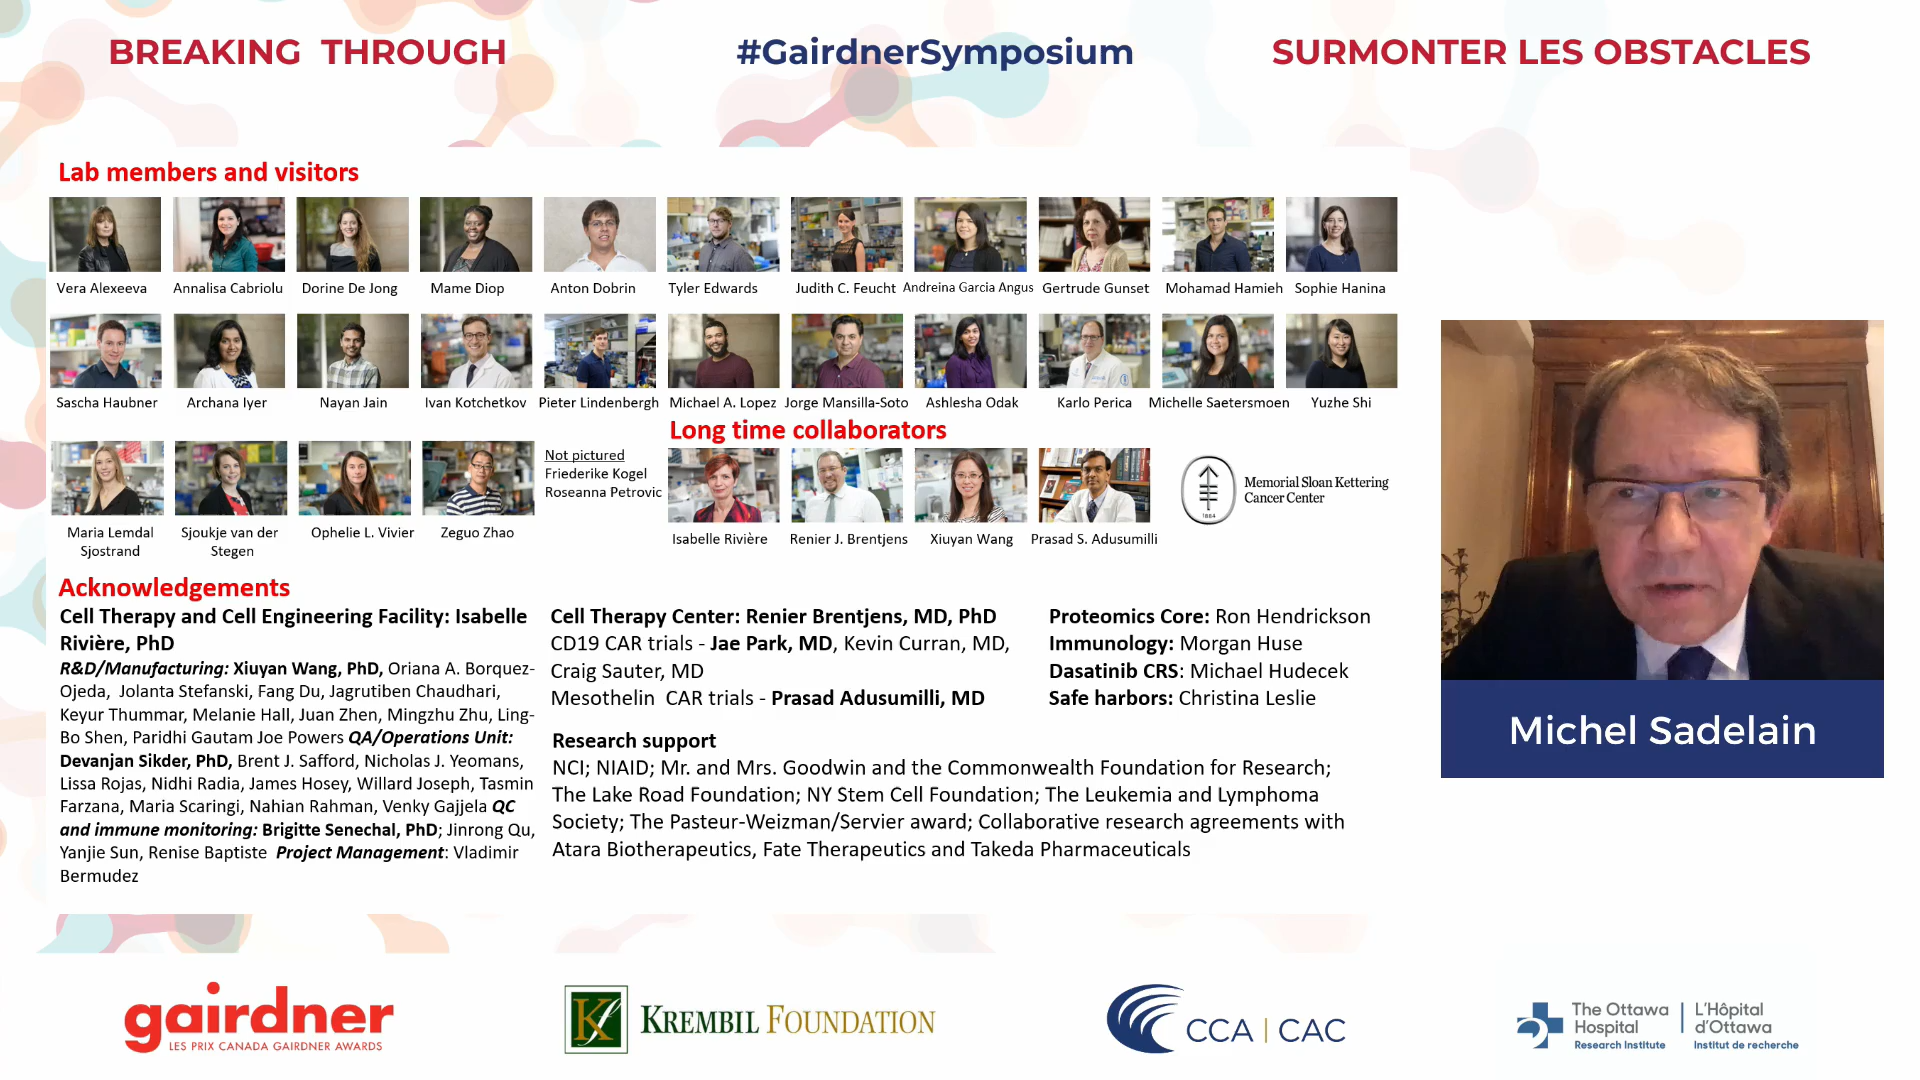 BREAKING THROUGH
#GairdnerSymposium
SURMONTER LES OBSTACLES
Lab members and visitors
Vera Alexeeva
Annalisa Cabriolu
Dorine De Jong
Mame Diop
Anton Dobrin
Tyler Edwards
Judith C. Feucht
Andreina Garcia Angus
Gertrude Gunset
Mohamad Hamieh
Sophie Hanina
Sascha Haubner
Archana Iyer
Nayan Jain
Ivan Kotchetkov
Pieter Lindenbergh
Michael A. Lopez
Jorge Mansilla-Soto
Ashlesha Odak
Karlo Perica
Michelle Saetersmoen
Yuzhe Shi
Maria Lemdal
Sjostrand
Sjoukje van der
Stegen
Ophelie L. Vivier
Zeguo Zhao
Not pictured
Friederike Kogel
Roseanna Petrovic
Long time collaborators
Isabelle Rivière
Renier J. Brentjens
Xiuyan Wang
Prasad S. Adusumilli
1884
Memorial Sloan Kettering
Cancer Center
Acknowledgements
Cell Therapy and Cell Engineering Facility: Isabelle
Rivière, PhD
R&D/Manufacturing: Xiuyan Wang, PhD, Oriana A. Borquez-
Ojeda, Jolanta Stefanski, Fang Du, Jagrutiben Chaudhari,
Keyur Thummar, Melanie Hall, Juan Zhen, Mingzhu Zhu, Ling-
Bo Shen, Paridhi Gautam Joe Powers QA/Operations Unit:
Devanjan Sikder, PhD, Brent J. Safford, Nicholas J. Yeomans,
Lissa Rojas, Nidhi Radia, James Hosey, Willard Joseph, Tasmin
Farzana, Maria Scaringi, Nahian Rahman, Venky Gajjela QC
and immune monitoring: Brigitte Senechal, PhD; Jinrong Qu,
Yanjie Sun, Renise Baptiste Project Management: Vladimir
Bermudez
Cell Therapy Center: Renier Brentjens, MD, PhD
CD19 CAR trials - Jae Park, MD, Kevin Curran, MD,
Craig Sauter, MD
Mesothelin CAR trials - Prasad Adusumilli, MD
Proteomics Core: Ron Hendrickson
Immunology: Morgan Huse
Dasatinib CRS: Michael Hudecek
Safe harbors: Christina Leslie
Research support
NCI; NIAID; Mr. and Mrs. Goodwin and the Commonwealth Foundation for Research;
The Lake Road Foundation; NY Stem Cell Foundation; The Leukemia and Lymphoma
Society; The Pasteur-Weizman/Servier award; Collaborative research agreements with
Atara Biotherapeutics, Fate Therapeutics and Takeda Pharmaceuticals
Michel Sadelain
gairdner
LES PRIX CANADA GAIRDNER AWARDS
Kf
KREMBIL FOUNDATION
CCA | CAC
The Ottawa
Hospital
Research Institute
L'Hôpital
d'Ottawa
Institut de recherche